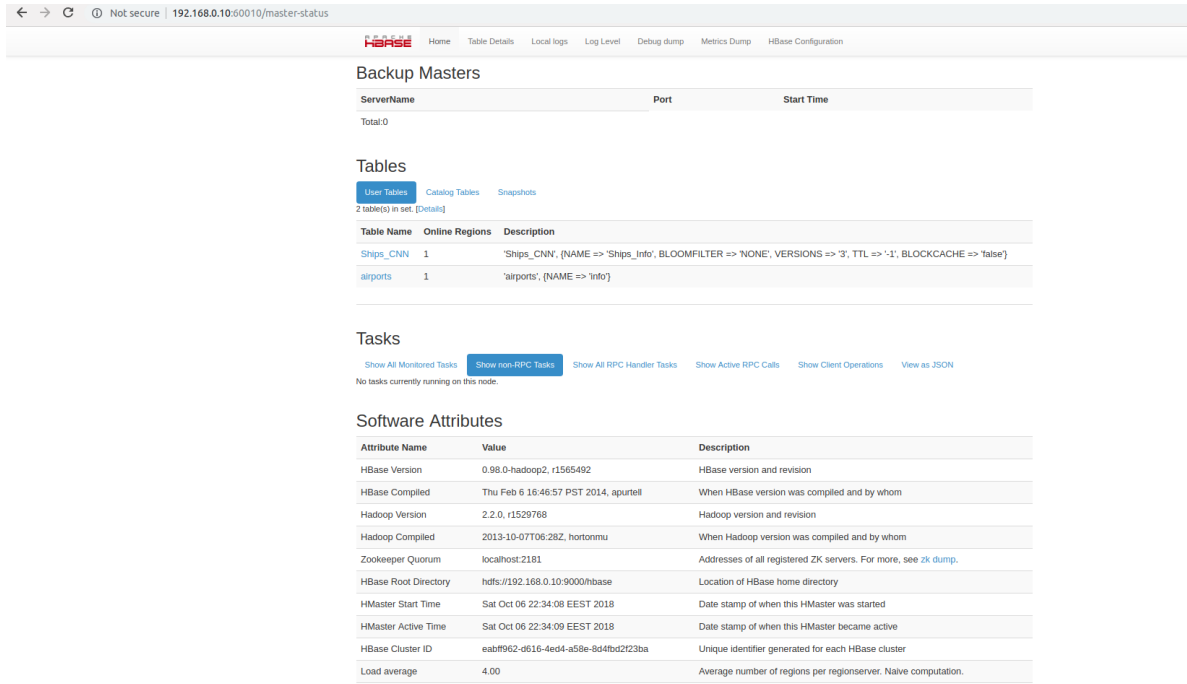 Not secure | 192.168.0.10:60010/master-status
APACHE HBASE Home Table Details Local logs Log Level Debug dump Metrics Dump HBase Configuration
Backup Masters
ServerName Port Start Time
Total:0
Tables
User Tables Catalog Tables Snapshots
2 table(s) in set. [Details]
Table Name Online Regions Description
Ships_CNN 1 'Ships_CNN', {NAME => 'Ships_Info', BLOOMFILTER => 'NONE', VERSIONS => '3', TTL => '-1', BLOCKCACHE => 'false'}
airports 1 'airports', {NAME => 'info'}
Tasks
Show All Monitored Tasks Show non-RPC Tasks Show All RPC Handler Tasks Show Active RPC Calls Show Client Operations View as JSON
No tasks currently running on this node.
Software Attributes
Attribute Name Value Description
HBase Version 0.98.0-hadoop2, r1565492 HBase version and revision
HBase Compiled Thu Feb 6 16:46:57 PST 2014, apurtell When HBase version was compiled and by whom
Hadoop Version 2.2.0, r1529768 Hadoop version and revision
Hadoop Compiled 2013-10-07T06:28Z, hortonmu When Hadoop version was compiled and by whom
Zookeeper Quorum localhost:2181 Addresses of all registered ZK servers. For more, see zk dump.
HBase Root Directory hdfs://192.168.0.10:9000/hbase Location of HBase home directory
HMaster Start Time Sat Oct 06 22:34:08 EEST 2018 Date stamp of when this HMaster was started
HMaster Active Time Sat Oct 06 22:34:09 EEST 2018 Date stamp of when this HMaster became active
HBase Cluster ID eabff962-d616-4ed4-a58e-8d4fbd2f23ba Unique identifier generated for each HBase cluster
Load average 4.00 Average number of regions per regionserver. Naive computation.